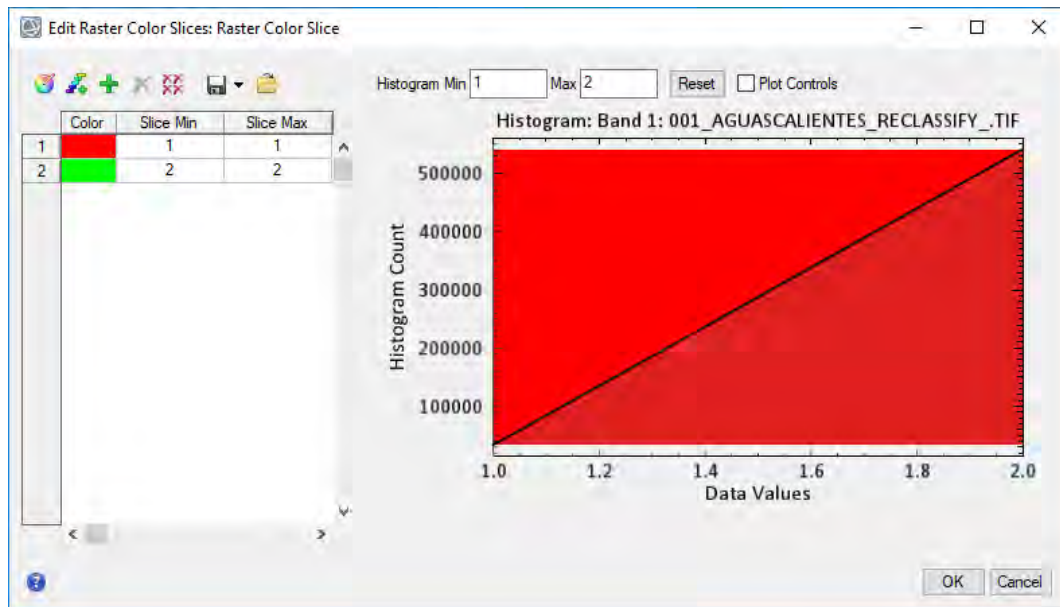 Edit Raster Color Slices: Raster Color Slice
Histogram Min 1 Max 2 Reset Plot Controls
Color Slice Min Slice Max
1 1 1
2 2 2
Histogram: Band 1: 001_AGUASCALIENTES_RECLASSIFY_.TIF
500000
400000
300000
200000
100000
Histogram Count
1.0 1.2 1.4 1.6 1.8 2.0
Data Values
OK Cancel